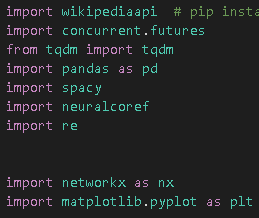 import wikipediaapi  # pip insta
import concurrent.futures
from tqdm import tqdm
import pandas as pd
import spacy
import neuralcoref
import re
import networkx as nx
import matplotlib.pyplot as plt